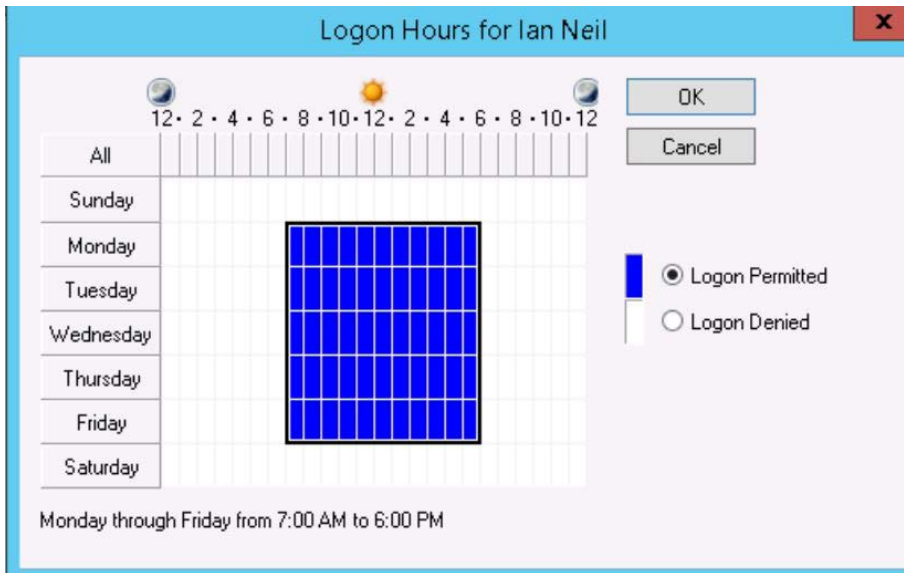 Logon Hours for Ian Neil
x
12 · 2 · 4 · 6 · 8 · 10 · 12 · 2 · 4 · 6 · 8 · 10 · 12
OK
Cancel
All
Sunday
Monday
Tuesday
Wednesday
Thursday
Friday
Saturday
Logon Permitted
Logon Denied
Monday through Friday from 7:00 AM to 6:00 PM